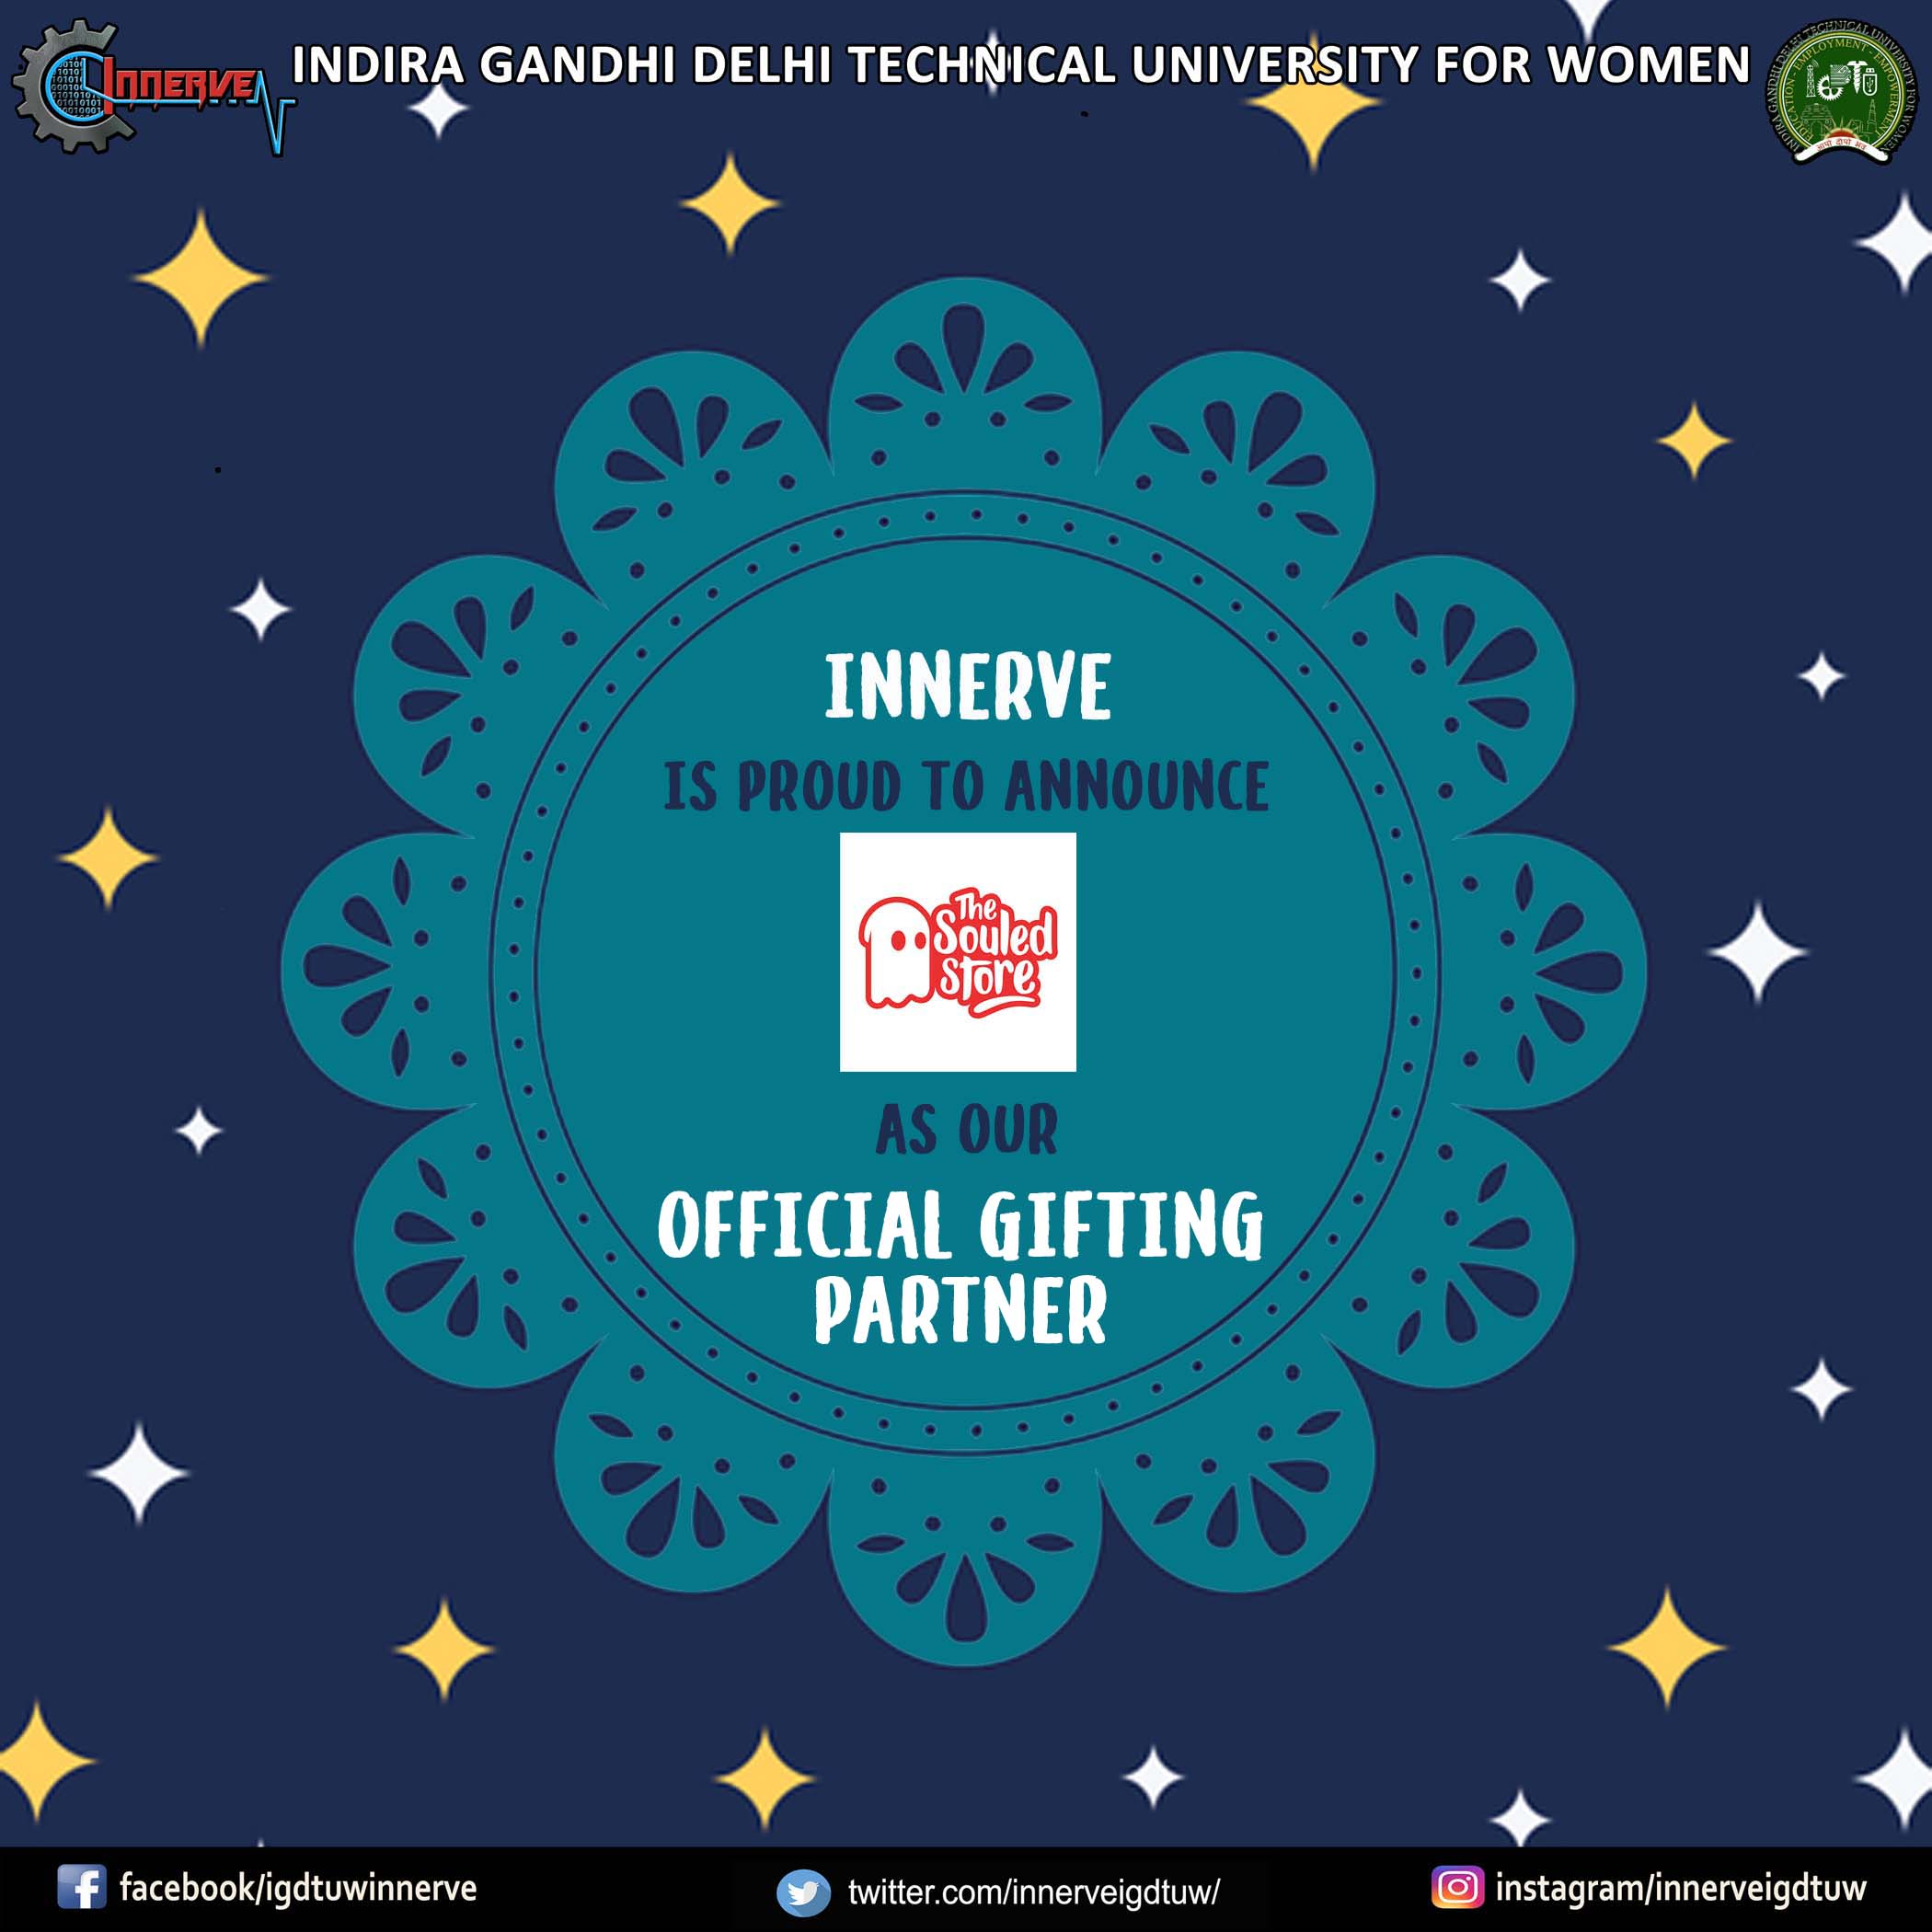 INNERVE
INDIRA GANDHI DELHI TECHNICAL UNIVERSITY FOR WOMEN
INDIRA GANDHI DELHI TECHNICAL UNIVERSITY FOR WOMEN
EDUCATION - EMPLOYMENT - EMPOWERMENT
INNERVE
IS PROUD TO ANNOUNCE
The
Souled
Store
AS OUR
OFFICIAL GIFTING
PARTNER
facebook/igdtuwinnerve
twitter.com/innerveigdtuw/
instagram/innerveigdtuw